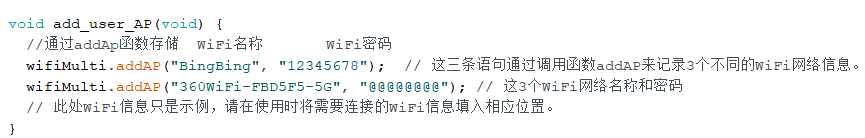 void add_user_AP(void) {
//通过addAp函数存储 WiFi名称 WiFi密码
wifiMulti.addAP("BingBing", "12345678"); // 这三条语句通过调用函数addAP来记录3个不同的WiFi网络信息。
wifiMulti.addAP("360WiFi-FBD5F5-5G", "@@@@@@@@"); // 这3个WiFi网络名称和密码
// 此处WiFi信息只是示例，请在使用时将需要连接的WiFi信息填入相应位置。
}